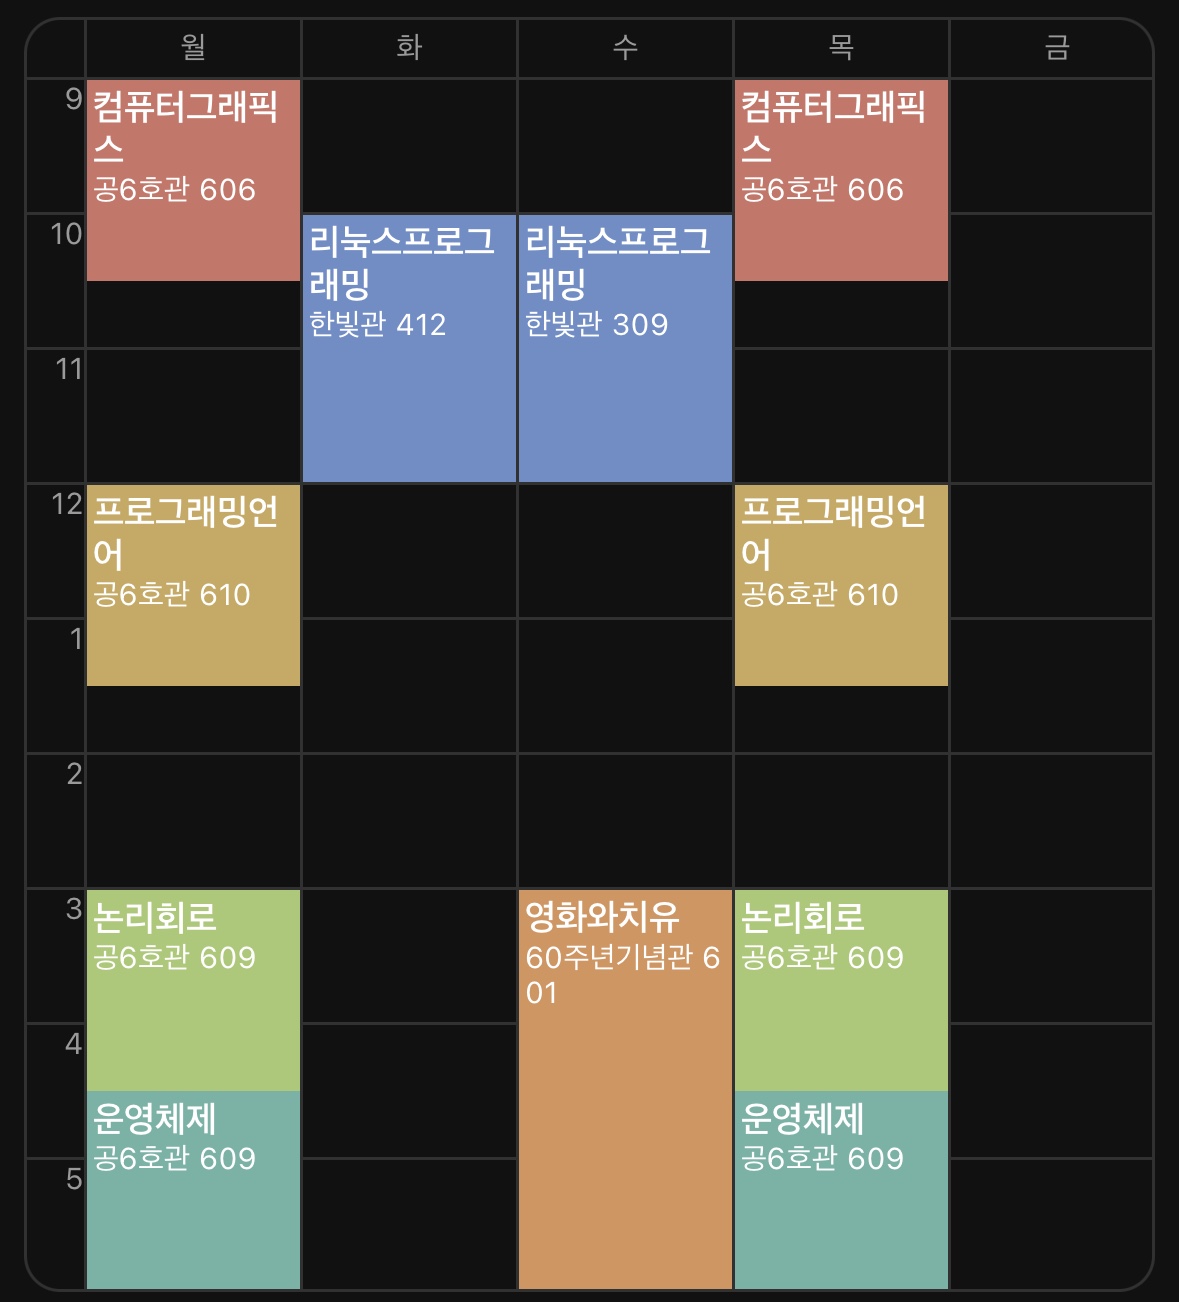 월 화 수 목 금
9
컴퓨터그래픽
스
공6호관 606
컴퓨터그래픽
스
공6호관 606
10
리눅스프로그
래밍
한빛관 412
리눅스프로그
래밍
한빛관 309
11
12
프로그래밍언
어
공6호관 610
프로그래밍언
어
공6호관 610
1
2
3
논리회로
공6호관 609
영화와치유
60주년기념관 6
01
논리회로
공6호관 609
4
운영체제
공6호관 609
운영체제
공6호관 609
5